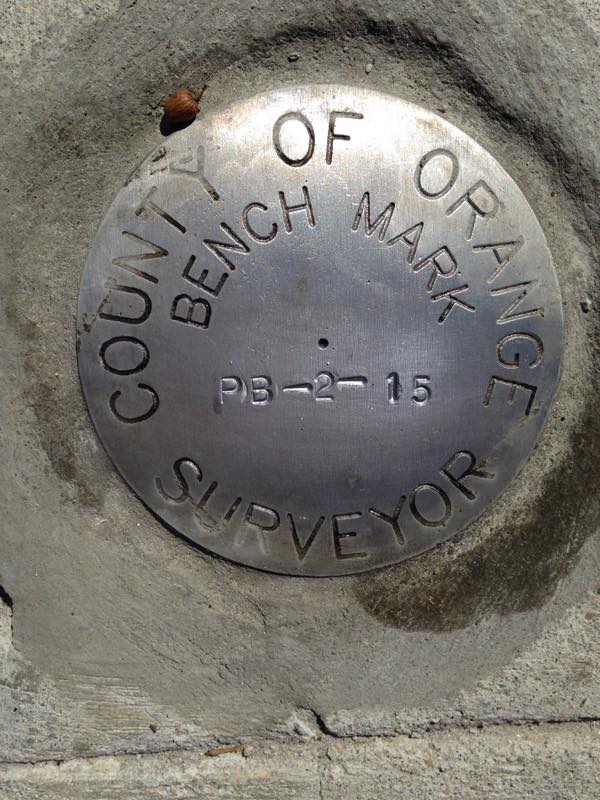 COUNTY OF ORANGE
BENCH MARK
PB-2-15
SURVEYOR